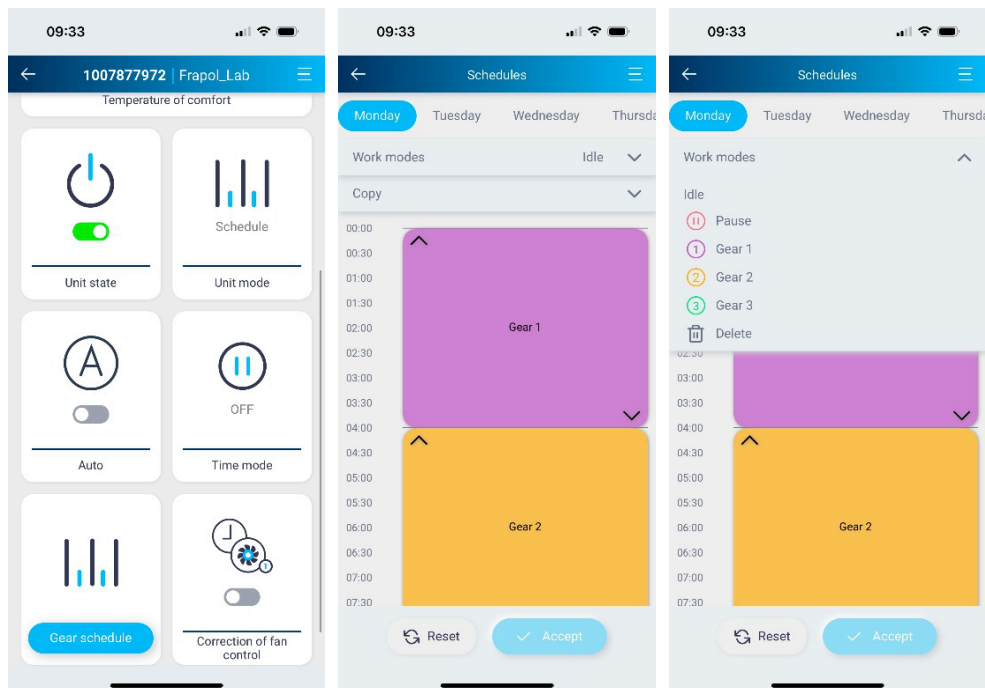 09:33
1007877972 | Frapol_Lab
Temperature of comfort
Schedule
Unit state
Unit mode
A
OFF
Auto
Time mode
1
Gear schedule
Correction of fan
control
09:33
Schedules
Monday Tuesday Wednesday Thursda
Work modes Idle
Copy
00:00
00:30
01:00
01:30
02:00 Gear 1
02:30
03:00
03:30
04:00
04:30
05:00
05:30
06:00 Gear 2
06:30
07:00
07:30
Reset Accept
09:33
Schedules
Monday Tuesday Wednesday Thursda
Work modes
Idle
Pause
1 Gear 1
2 Gear 2
3 Gear 3
Delete
02:30
03:00
03:30
04:00
04:30
05:00
05:30
06:00 Gear 2
06:30
07:00
07:30
Reset Accept